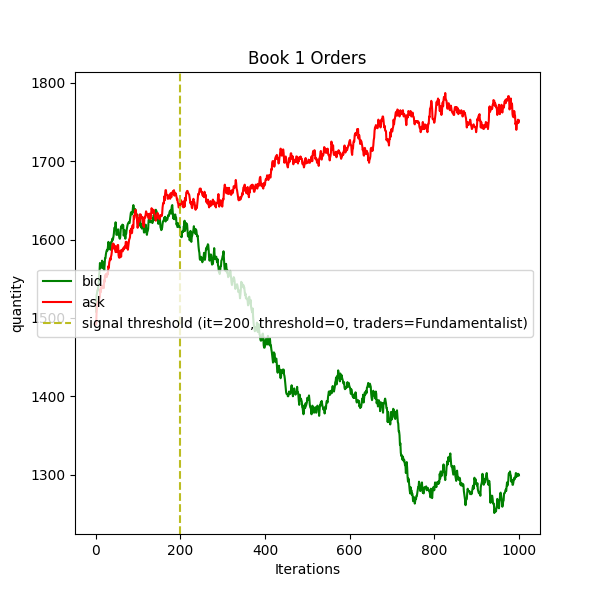 Book 1 Orders
1800
1700
1600
1500
1400
1300
quantity
bid
ask
signal threshold (it=200, threshold=0, traders=Fundamentalist)
0 200 400 600 800 1000
Iterations